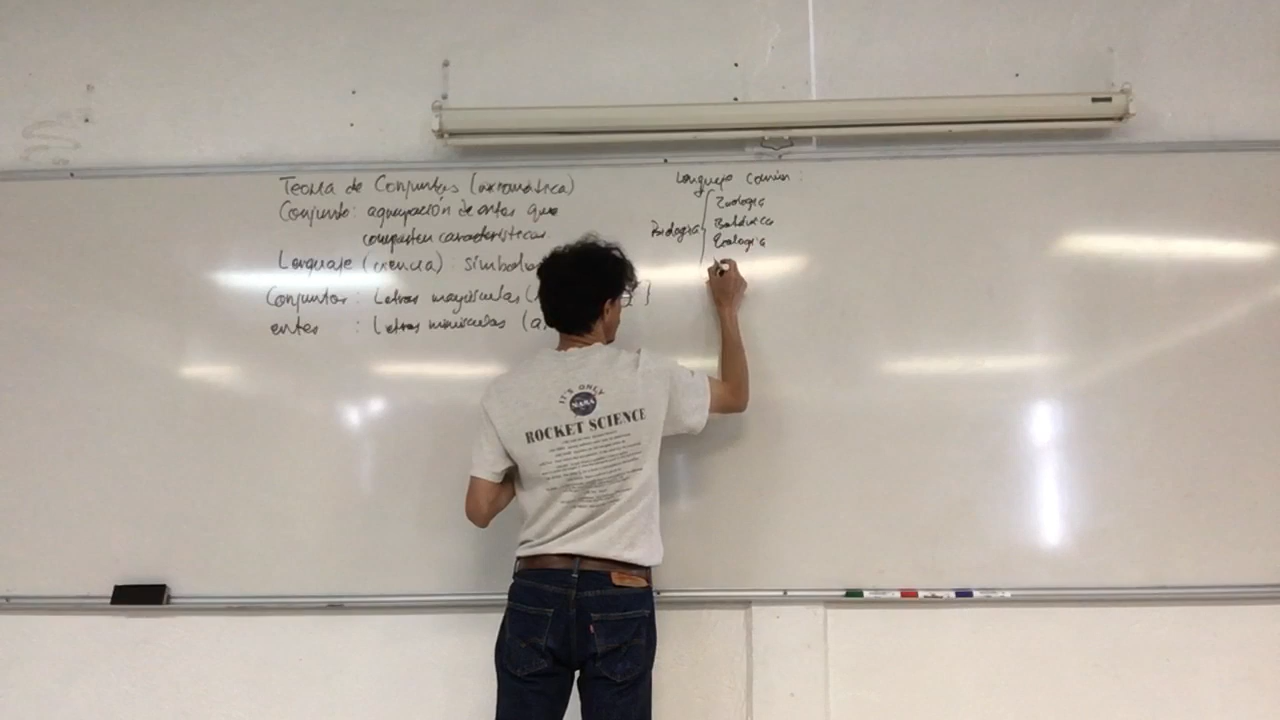 Teoría de Conjuntos (axiomática)
Conjunto: agrupación de entes que
comparten características.
Lenguaje (ciencia): símbolos
Conjuntos: Letras mayúsculas (
entes : Letras minúsculas (a,
Lenguaje común:
Biología
Zoología
Botánica
Ecología
IT'S ONLY
NASA
ROCKET SCIENCE